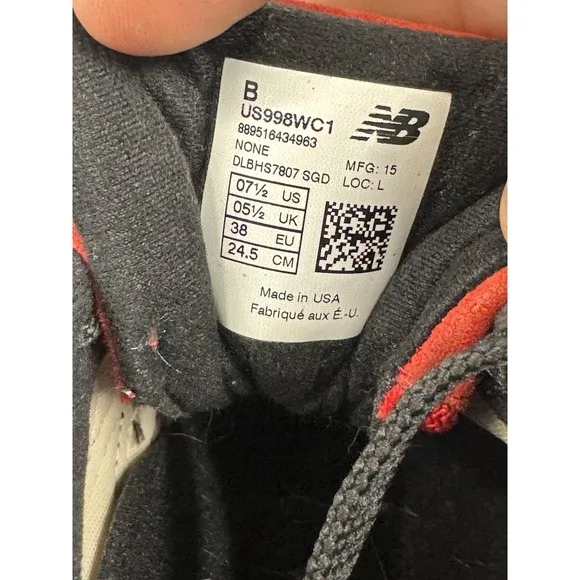 B
US998WC1
889516434963
NONE
DLBHS7807 SGD
NB
MFG: 15
LOC: L
07½ US
05½ UK
38 EU
24.5 CM
Made in USA
Fabriqué aux É.-U.